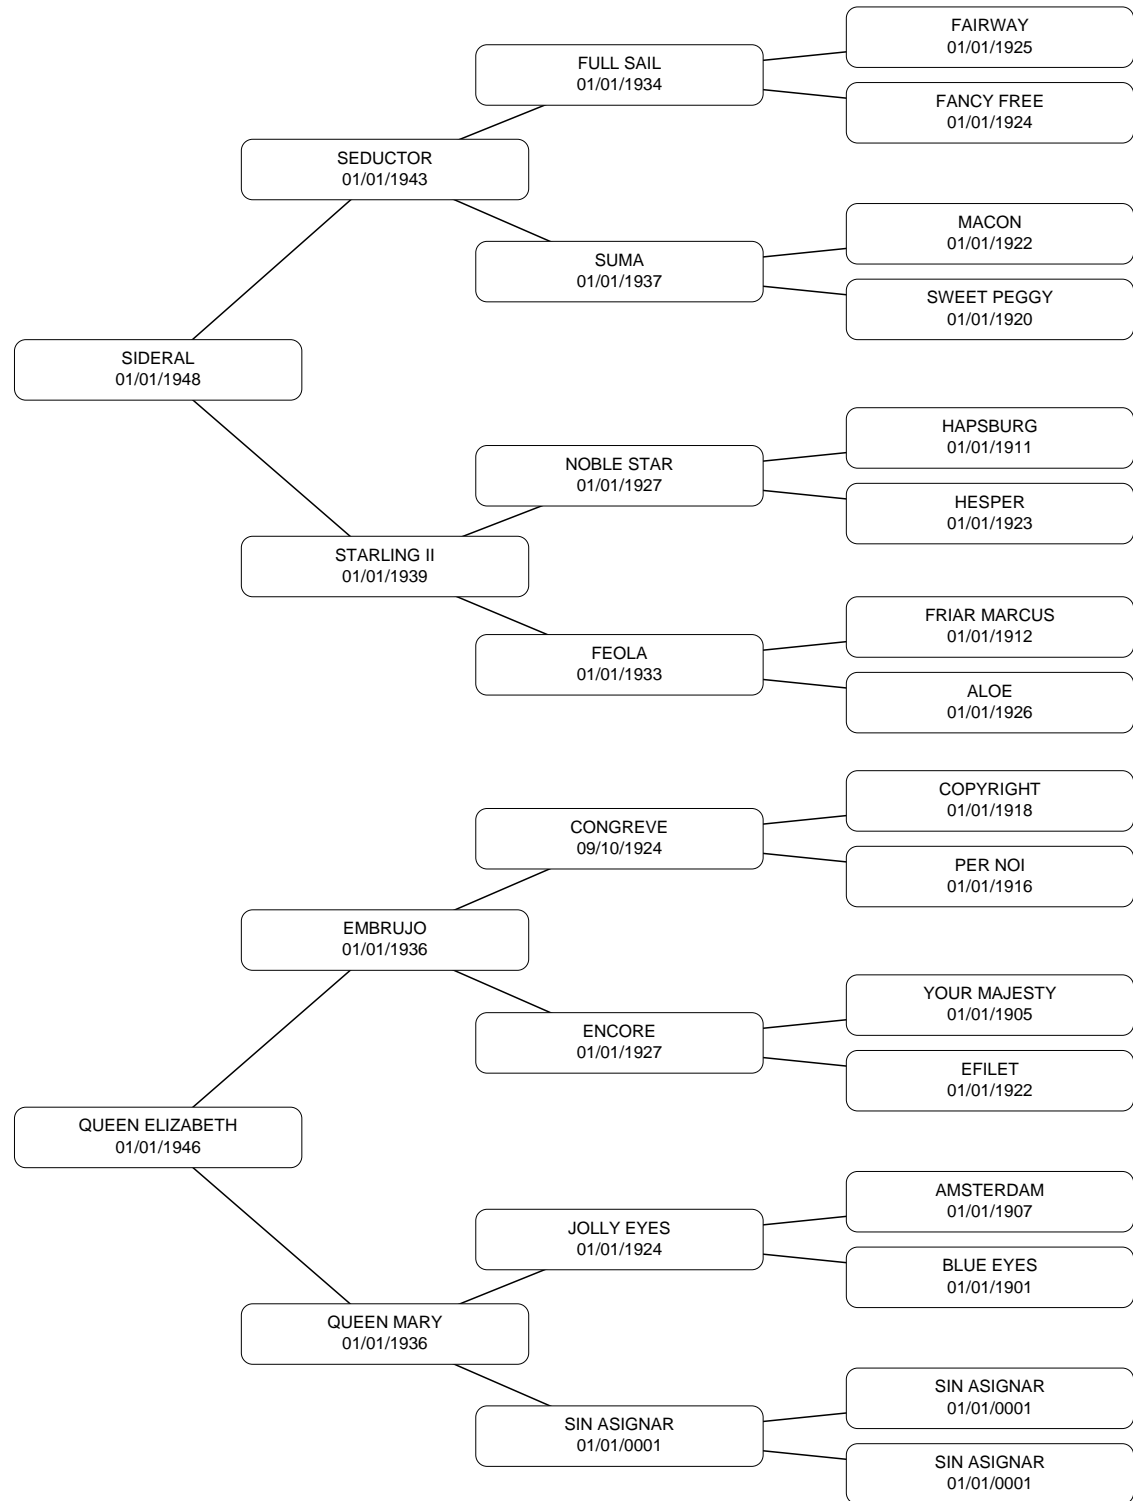 FAIRWAY
01/01/1925
FULL SAIL
01/01/1934
FANCY FREE
01/01/1924
SEDUCTOR
01/01/1943
MACON
01/01/1922
SUMA
01/01/1937
SWEET PEGGY
01/01/1920
SIDERAL
01/01/1948
HAPSBURG
01/01/1911
NOBLE STAR
01/01/1927
HESPER
01/01/1923
STARLING II
01/01/1939
FRIAR MARCUS
01/01/1912
FEOLA
01/01/1933
ALOE
01/01/1926
COPYRIGHT
01/01/1918
CONGREVE
09/10/1924
PER NOI
01/01/1916
EMBRUJO
01/01/1936
YOUR MAJESTY
01/01/1905
ENCORE
01/01/1927
EFILET
01/01/1922
QUEEN ELIZABETH
01/01/1946
AMSTERDAM
01/01/1907
JOLLY EYES
01/01/1924
BLUE EYES
01/01/1901
QUEEN MARY
01/01/1936
SIN ASIGNAR
01/01/0001
SIN ASIGNAR
01/01/0001
SIN ASIGNAR
01/01/0001